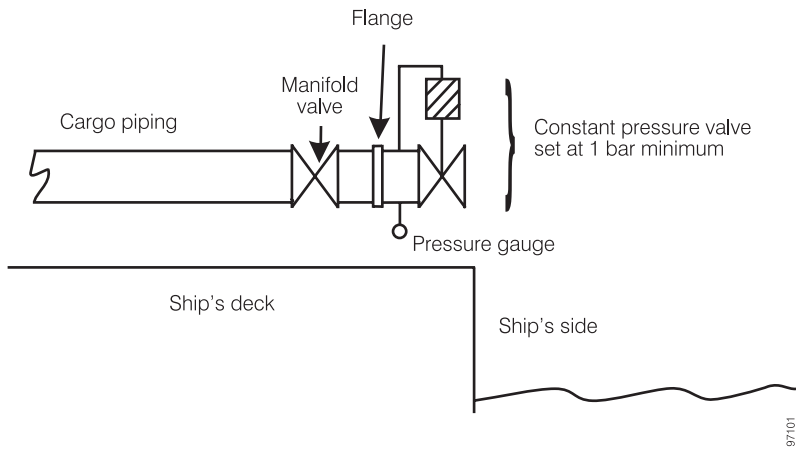 Flange
Manifold
valve
Cargo piping
Constant pressure valve
set at 1 bar minimum
Pressure gauge
Ship's deck
Ship's side
97101